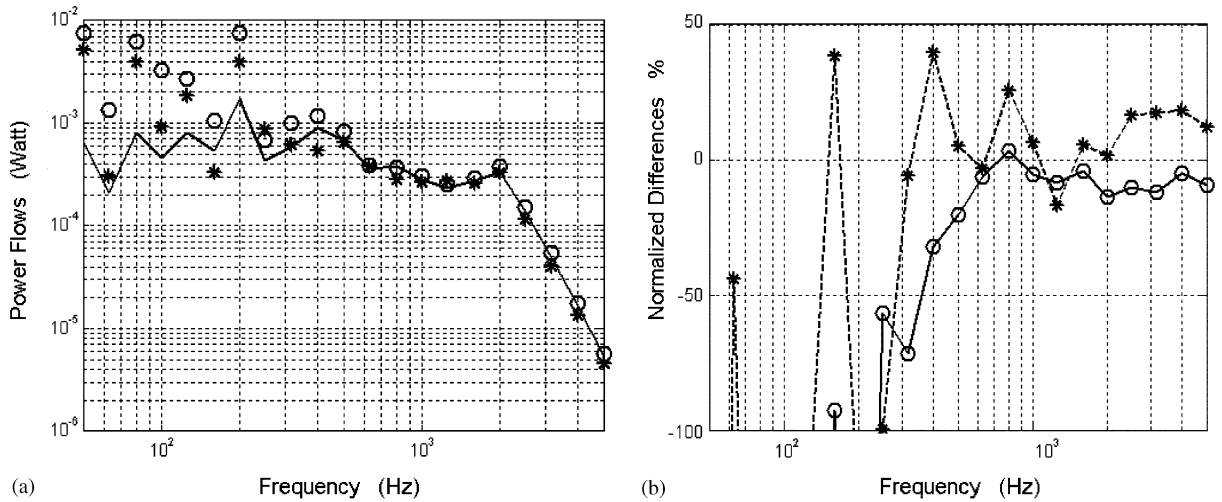 10^-2
10^-3
10^-4
10^-5
10^-6
Power Flows (Watt)
10^2
10^3
Frequency (Hz)
(a)
50
0
-50
-100
Normalized Differences %
10^2
10^3
Frequency (Hz)
(b)